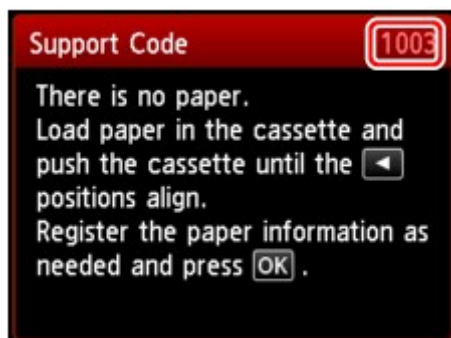 Support Code 1003
There is no paper.
Load paper in the cassette and
push the cassette until the ◀
positions align.
Register the paper information as
needed and press OK .